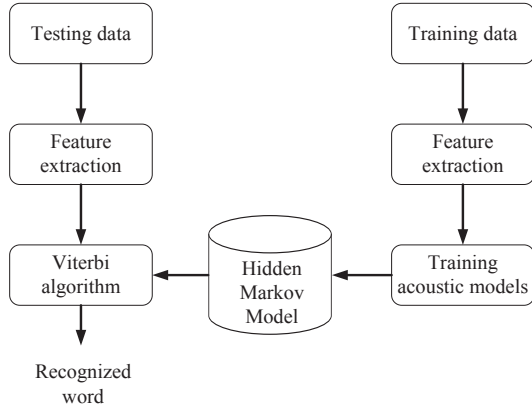 Testing data
Training data
Feature
extraction
Feature
extraction
Viterbi
algorithm
Hidden
Markov
Model
Training
acoustic models
Recognized
word